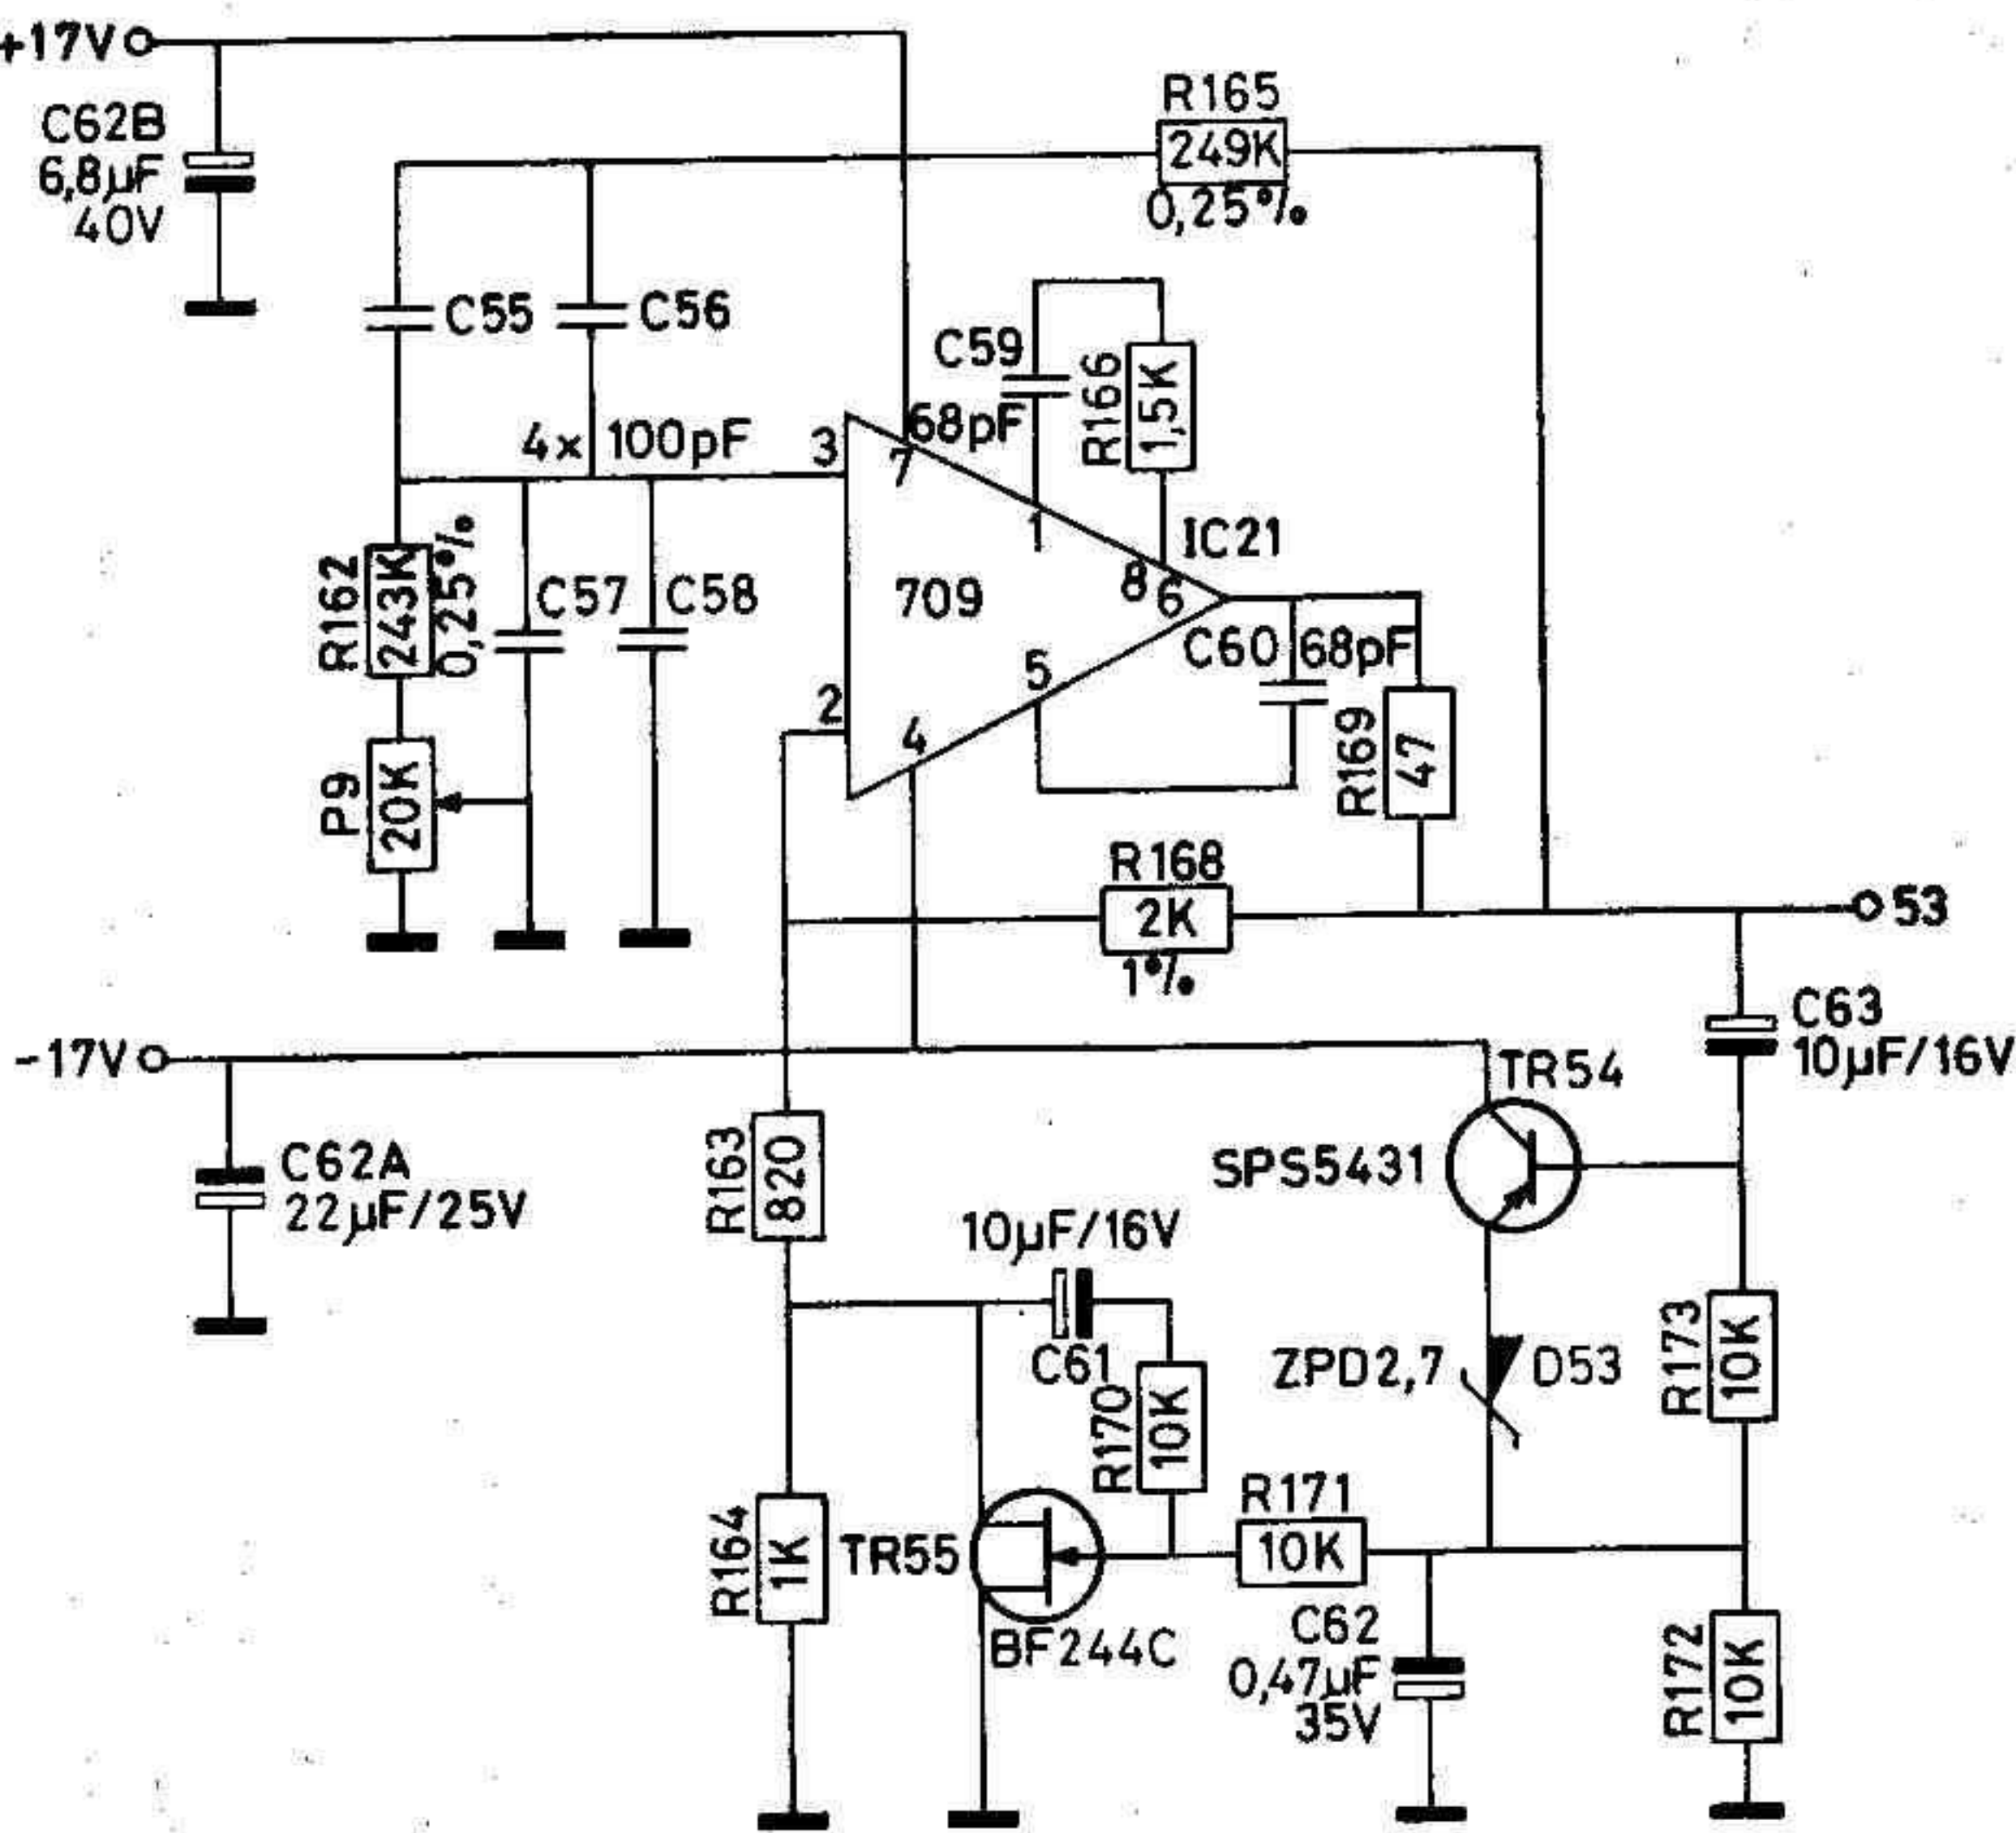 +17V
C62B
6,8µF
40V
R165
249K
0,25%
C55
C56
4x 100pF
C59
68pF
R166
1,5K
3
7
1
8
6
IC21
709
R162
243K
0,25%
C57
C58
2
4
5
C60
68pF
P9
20K
R169
47
R168
2K
1%
53
-17V
C63
10µF/16V
TR54
SPS5431
C62A
22µF/25V
R163
820
10µF/16V
C61
R170
10K
ZPD2,7
D53
R173
10K
R164
1K
TR55
BF244C
R171
10K
C62
0,47µF
35V
R172
10K